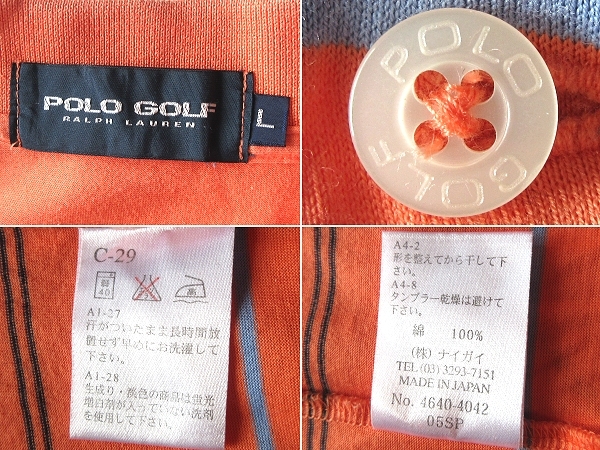 POLO GOLF
RALPH LAUREN
L
POLO
GOLF
C-29
弱
40
A1-27
汗がついたまま長時間放
置せず早めにお洗濯して
下さい。
A1-28
生成り・淡色の商品は蛍光
増白剤が入っていない洗剤
を使用して下さい。
A4-2
形を整えてから干して下
さい。
A4-8
タンブラー乾燥は避けて
下さい。
綿 100%
(株) ナイガイ
TEL (03) 3293-7151
MADE IN JAPAN
No. 4640-4042
05SP